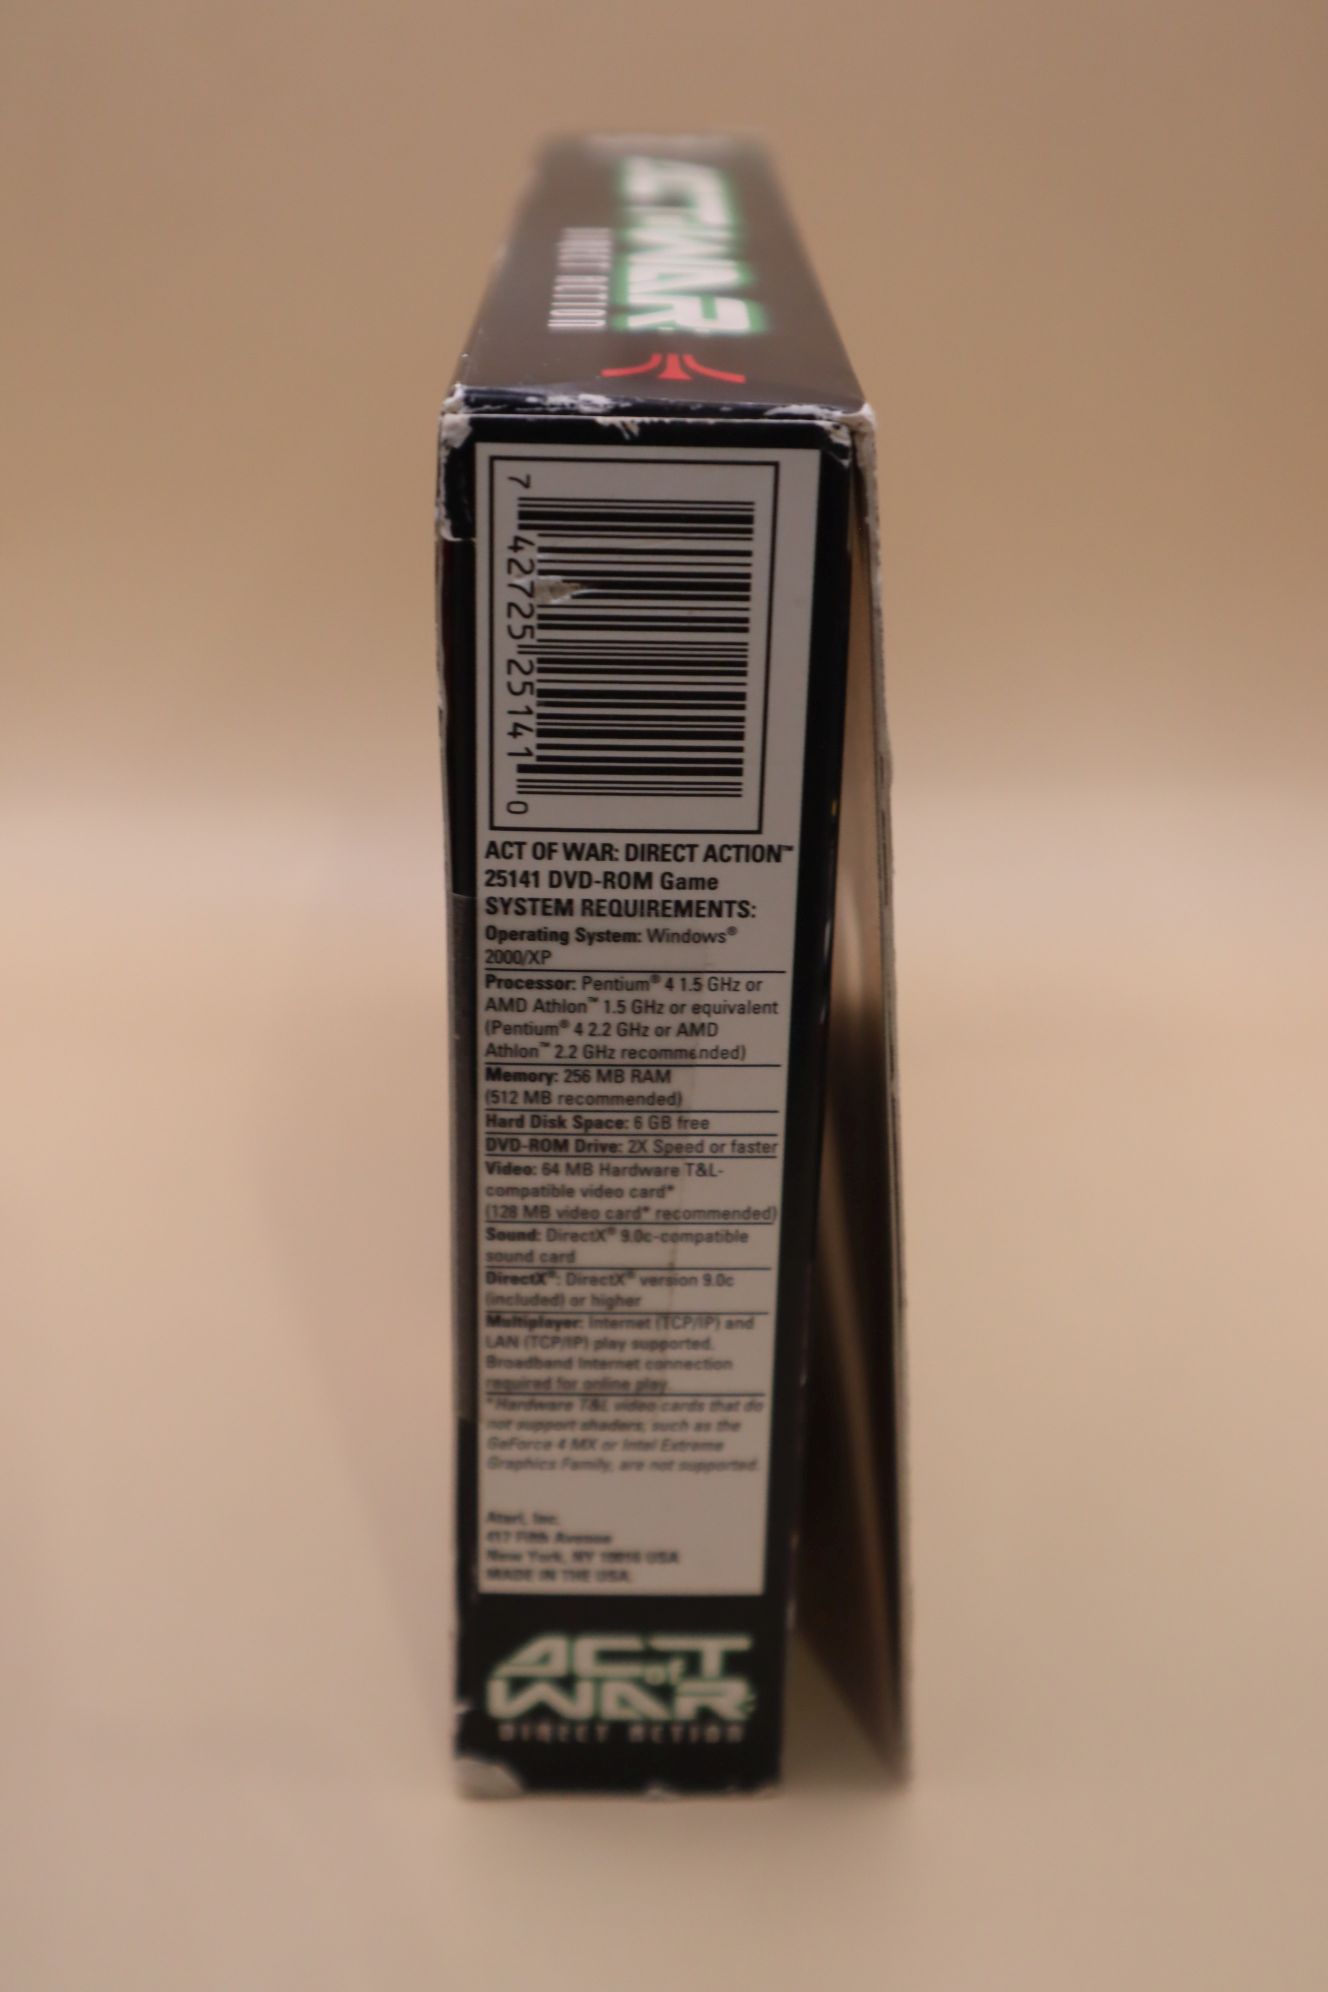 ACT of WAR
DIRECT ACTION
7 42725 25141 0
ACT OF WAR: DIRECT ACTION™
25141 DVD-ROM Game
SYSTEM REQUIREMENTS:
Operating System: Windows®
2000/XP
Processor: Pentium® 4 1.5 GHz or
AMD Athlon™ 1.5 GHz or equivalent
(Pentium® 4 2.2 GHz or AMD
Athlon™ 2.2 GHz recommended)
Memory: 256 MB RAM
(512 MB recommended)
Hard Disk Space: 6 GB free
DVD-ROM Drive: 2X Speed or faster
Video: 64 MB Hardware T&L-
compatible video card*
(128 MB video card* recommended)
Sound: DirectX® 9.0c-compatible
sound card
DirectX®: DirectX® version 9.0c
(included) or higher
Multiplayer: Internet (TCP/IP) and
LAN (TCP/IP) play supported.
Broadband Internet connection
required for online play.
*Hardware T&L video cards that do
not support shaders, such as the
GeForce 4 MX or Intel Extreme
Graphics Family, are not supported.
Atari, Inc.
417 Fifth Avenue
New York, NY 10016 USA
MADE IN THE USA.
ACT of
WAR
DIRECT ACTION